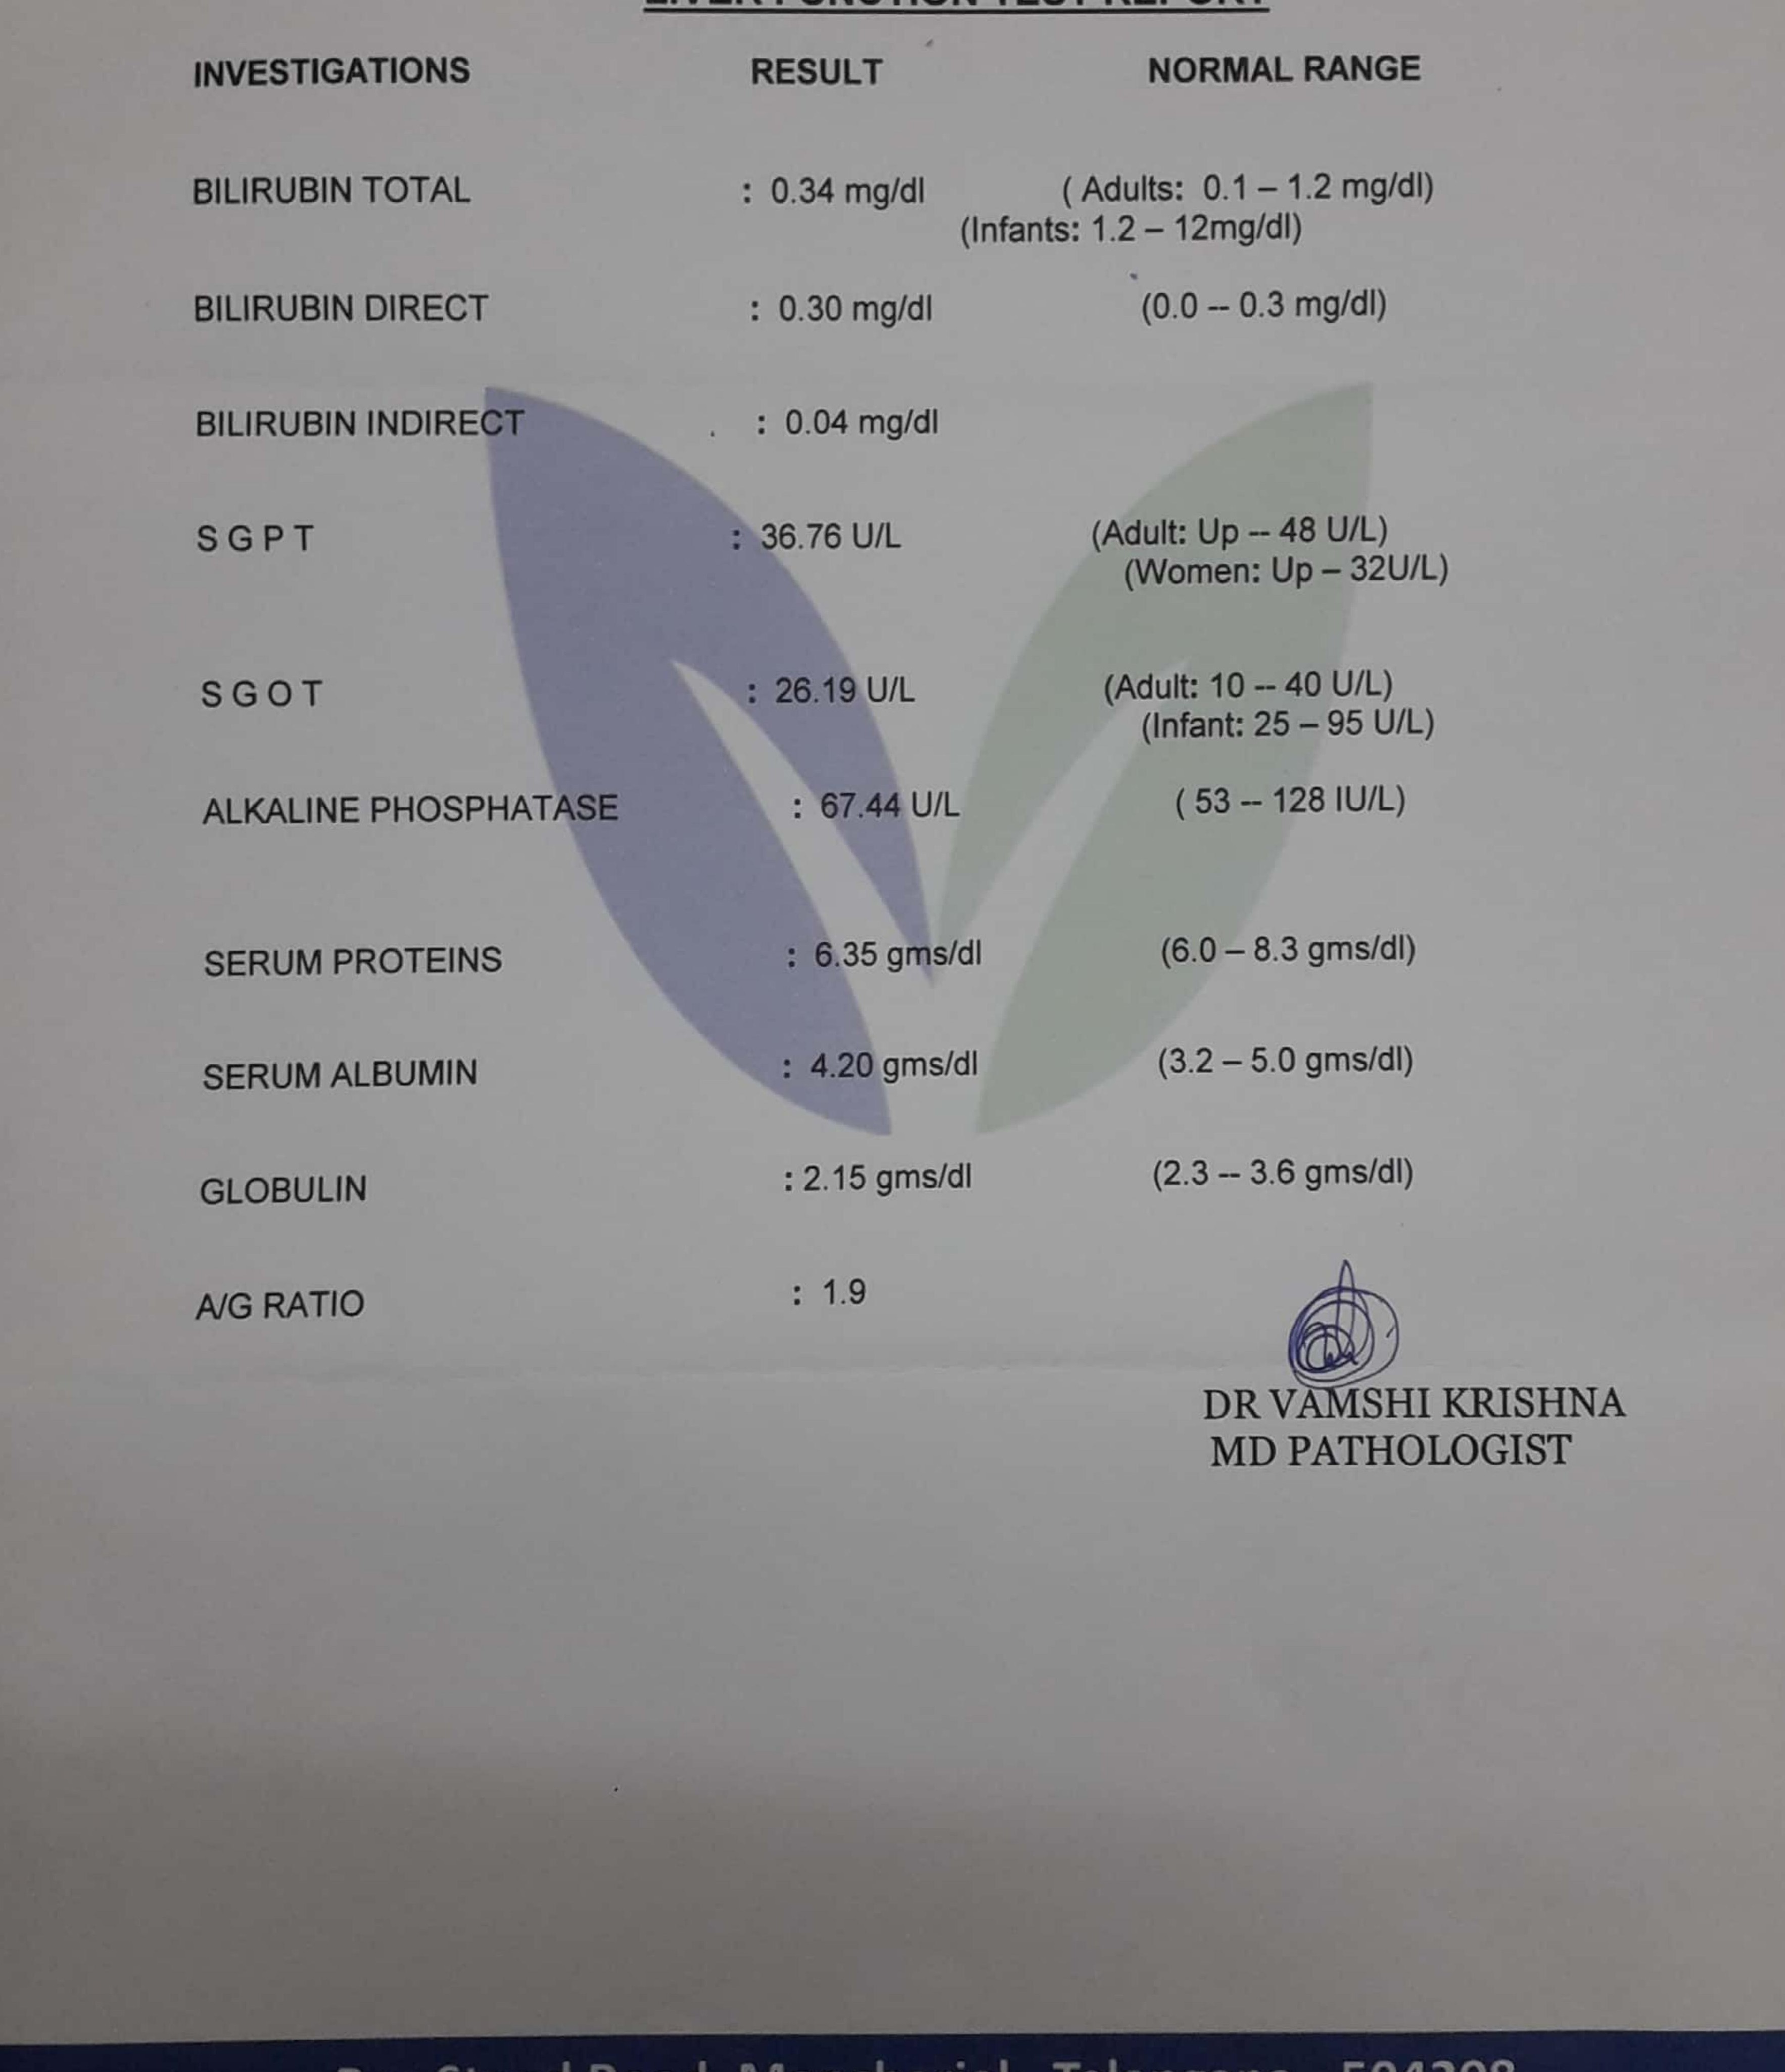 LIVER FUNCTION TEST REPORT
INVESTIGATIONS RESULT NORMAL RANGE
BILIRUBIN TOTAL : 0.34 mg/dl ( Adults: 0.1 – 1.2 mg/dl)
(Infants: 1.2 – 12mg/dl)
BILIRUBIN DIRECT : 0.30 mg/dl (0.0 -- 0.3 mg/dl)
BILIRUBIN INDIRECT : 0.04 mg/dl
S G P T : 36.76 U/L (Adult: Up -- 48 U/L)
(Women: Up – 32U/L)
S G O T : 26.19 U/L (Adult: 10 -- 40 U/L)
(Infant: 25 – 95 U/L)
ALKALINE PHOSPHATASE : 67.44 U/L ( 53 -- 128 IU/L)
SERUM PROTEINS : 6.35 gms/dl (6.0 – 8.3 gms/dl)
SERUM ALBUMIN : 4.20 gms/dl (3.2 – 5.0 gms/dl)
GLOBULIN : 2.15 gms/dl (2.3 -- 3.6 gms/dl)
A/G RATIO : 1.9
DR VAMSHI KRISHNA
MD PATHOLOGIST
Road, Mancherial, Telangana - 504208